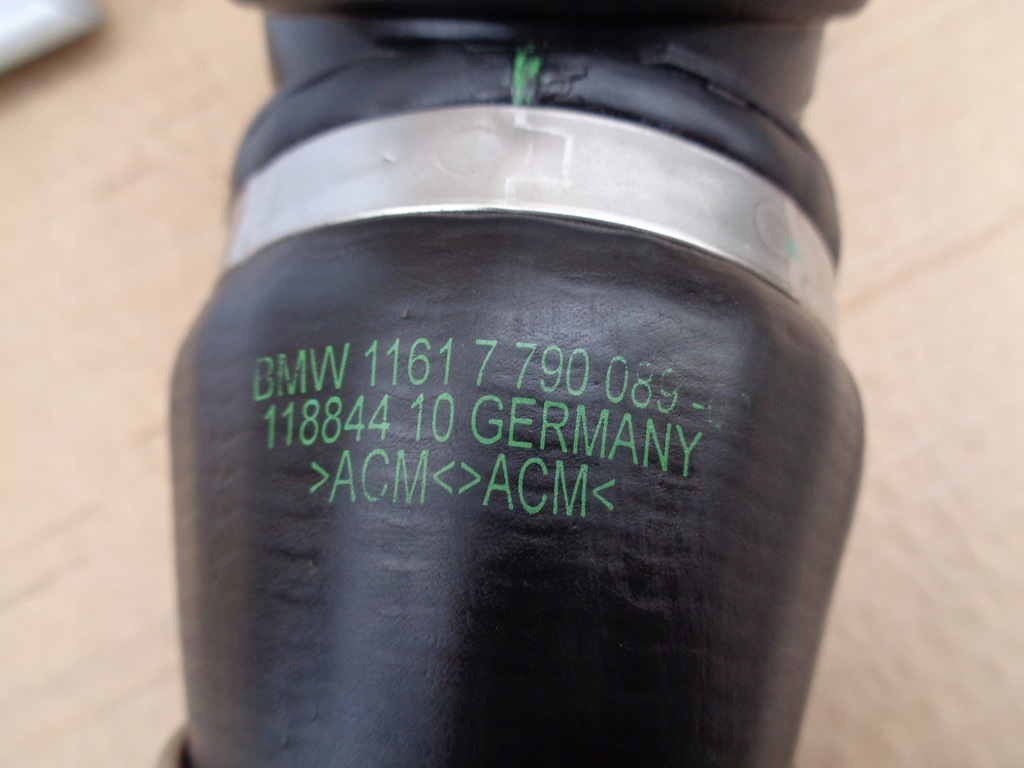 BMW 1161 7 790 089 -
118844 10 GERMANY
>ACM<>ACM<